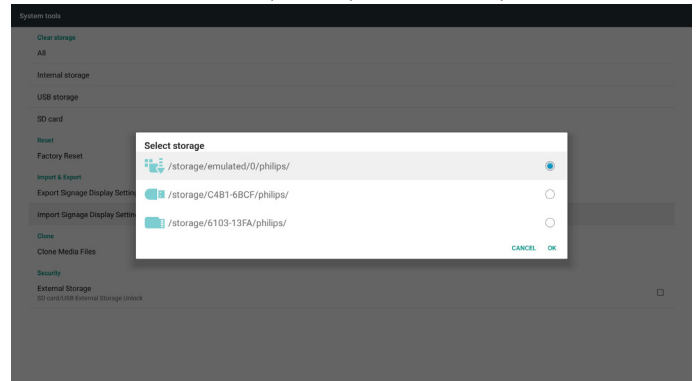 System tools
Clear storage
All
Internal storage
USB storage
SD card
Reset
Factory Reset
Import & Export
Export Signage Display Setting
Import Signage Display Settin
Clone
Clone Media Files
Security
External Storage
SD card/USB External Storage Unlock
Select storage
/storage/emulated/0/philips/
/storage/C4B1-6BCF/philips/
/storage/6103-13FA/philips/
CANCEL OK